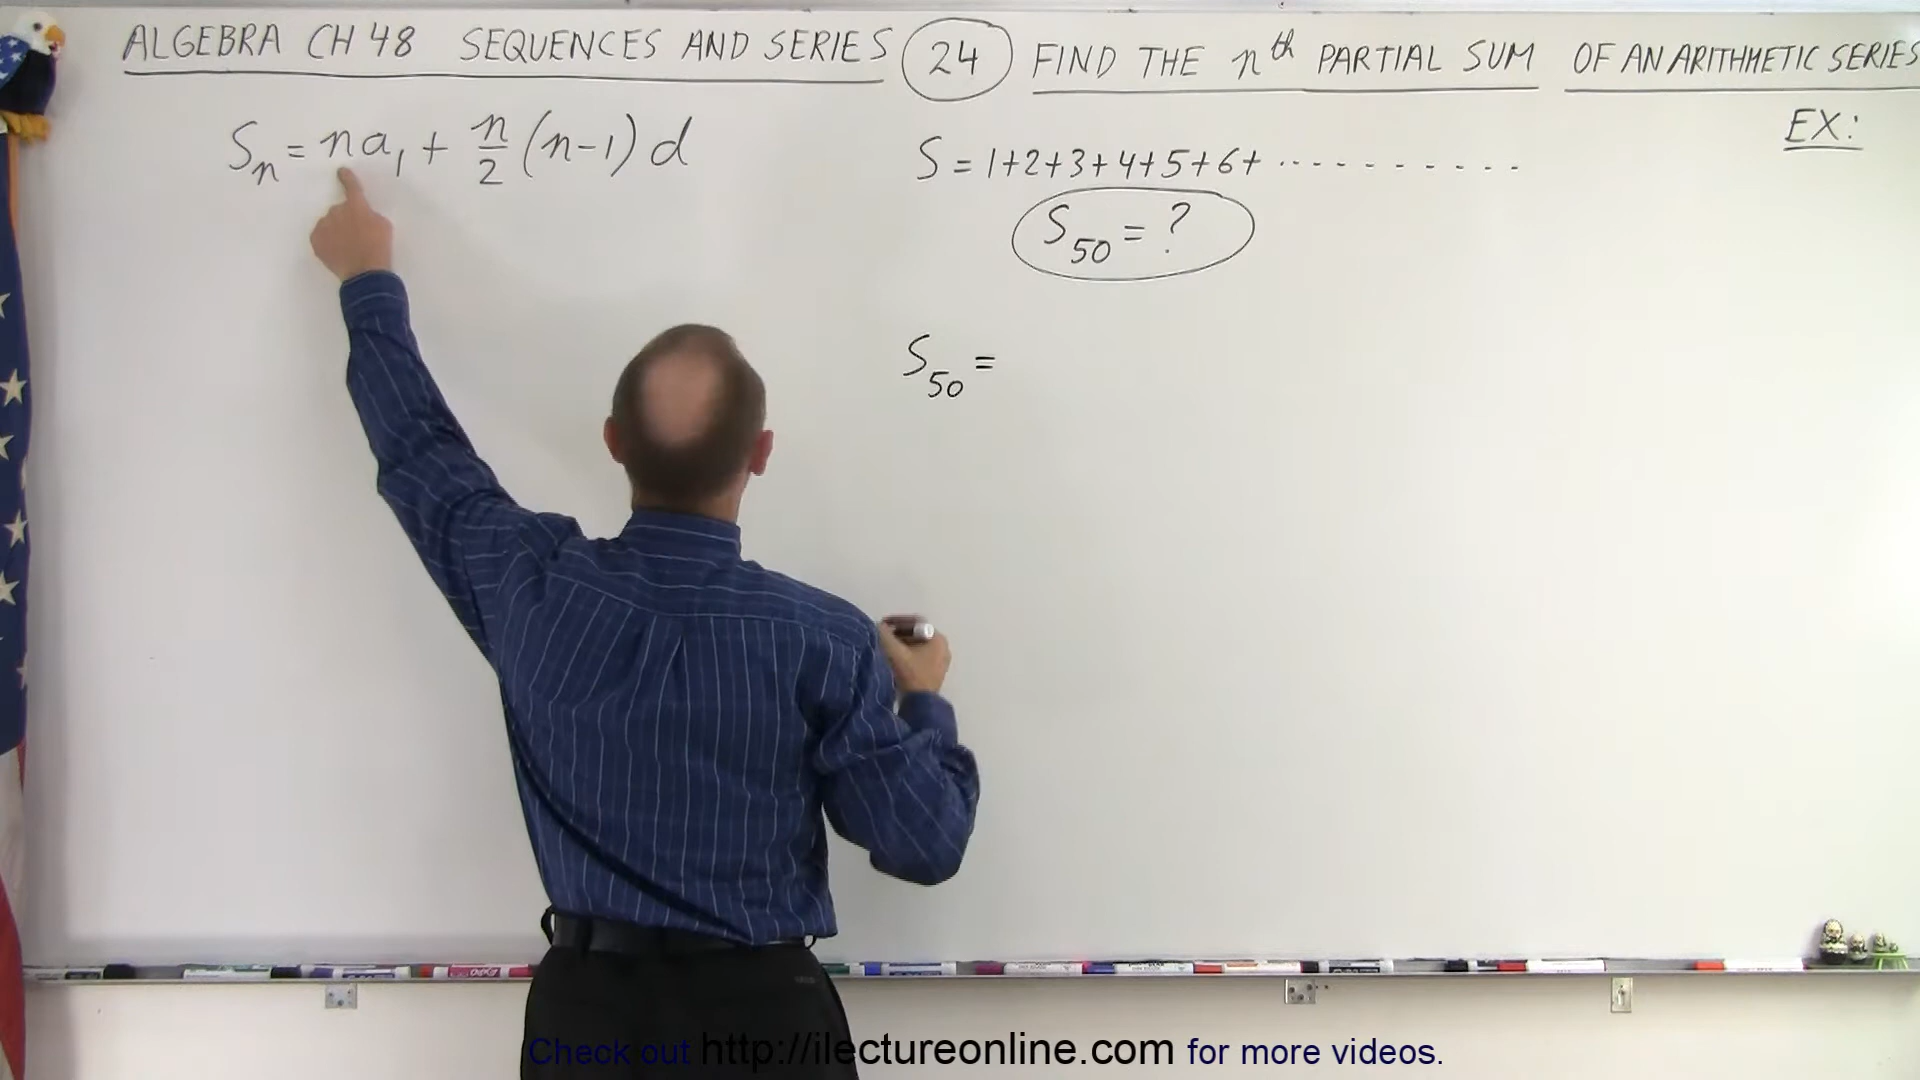 ALGEBRA CH 48 SEQUENCES AND SERIES 24 FIND THE nth PARTIAL SUM OF AN ARITHMETIC SERIES
EX:
Sn = na1 + n/2 (n-1) d
S = 1+2+3+4+5+6+ ----------
S50 = ?
S50 =
Check out http://ilectureonline.com for more videos.